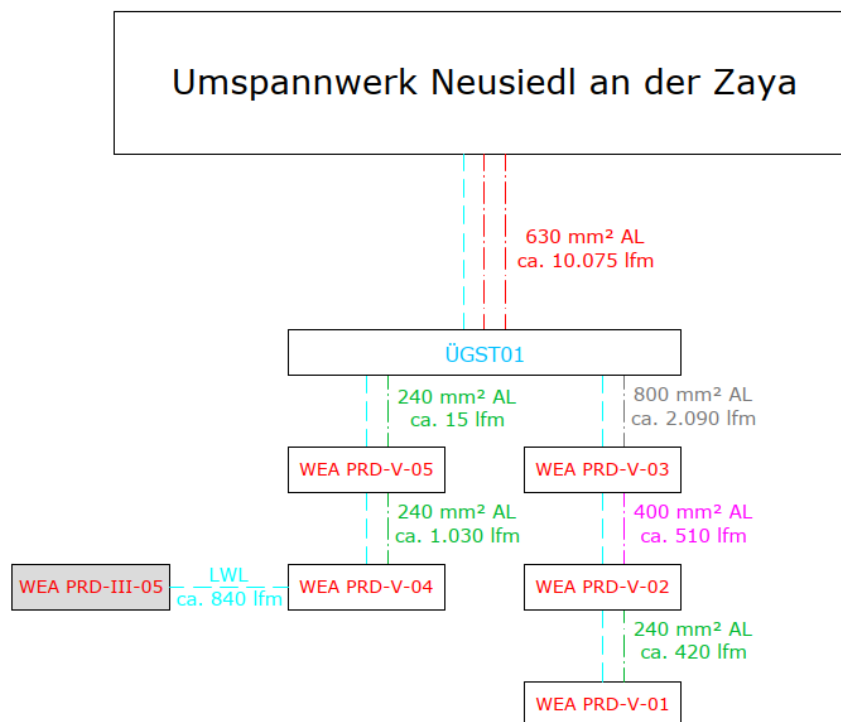 Umspannwerk Neusiedl an der Zaya
630 mm² AL
ca. 10.075 lfm
ÜGST01
240 mm² AL
ca. 15 lfm
800 mm² AL
ca. 2.090 lfm
WEA PRD-V-05
WEA PRD-V-03
240 mm² AL
ca. 1.030 lfm
400 mm² AL
ca. 510 lfm
WEA PRD-III-05
LWL
ca. 840 lfm
WEA PRD-V-04
WEA PRD-V-02
240 mm² AL
ca. 420 lfm
WEA PRD-V-01